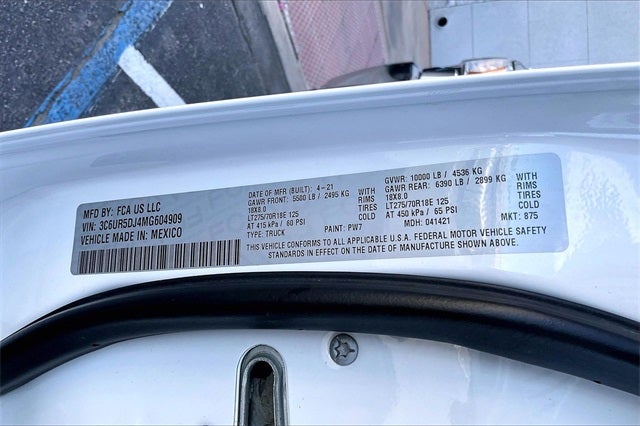 MFD BY: FCA US LLC
VIN: 3C6UR5DJ4MG604909
VEHICLE MADE IN: MEXICO
DATE OF MFR (BUILT): 4-21
GAWR FRONT: 5500 LB / 2495 KG WITH
18X8.0 RIMS
LT275/70R18E 125 TIRES
AT 415 kPa / 60 PSI COLD
TYPE: TRUCK PAINT: PW7
GVWR: 10000 LB / 4536 KG
GAWR REAR: 6390 LB / 2899 KG WITH
18X8.0 RIMS
LT275/70R18E 125 TIRES
AT 450 kPa / 65 PSI COLD
MDH: 041421 MKT: 875
THIS VEHICLE CONFORMS TO ALL APPLICABLE U.S.A. FEDERAL MOTOR VEHICLE SAFETY
STANDARDS IN EFFECT ON THE DATE OF MANUFACTURE SHOWN ABOVE.